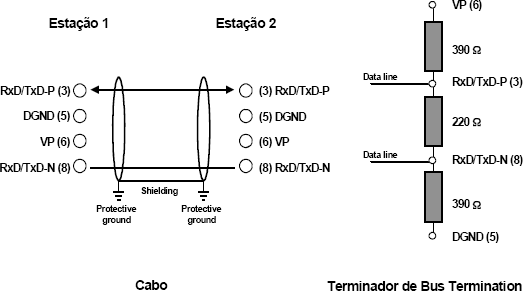 Estação 1
Estação 2
RxD/TxD-P (3)
(3) RxD/TxD-P
DGND (5)
(5) DGND
VP (6)
(6) VP
RxD/TxD-N (8)
(8) RxD/TxD-N
Shielding
Protective
ground
Protective
ground
Cabo
VP (6)
390 Ω
Data line
RxD/TxD-P (3)
220 Ω
Data line
RxD/TxD-N (8)
390 Ω
DGND (5)
Terminador de Bus Termination